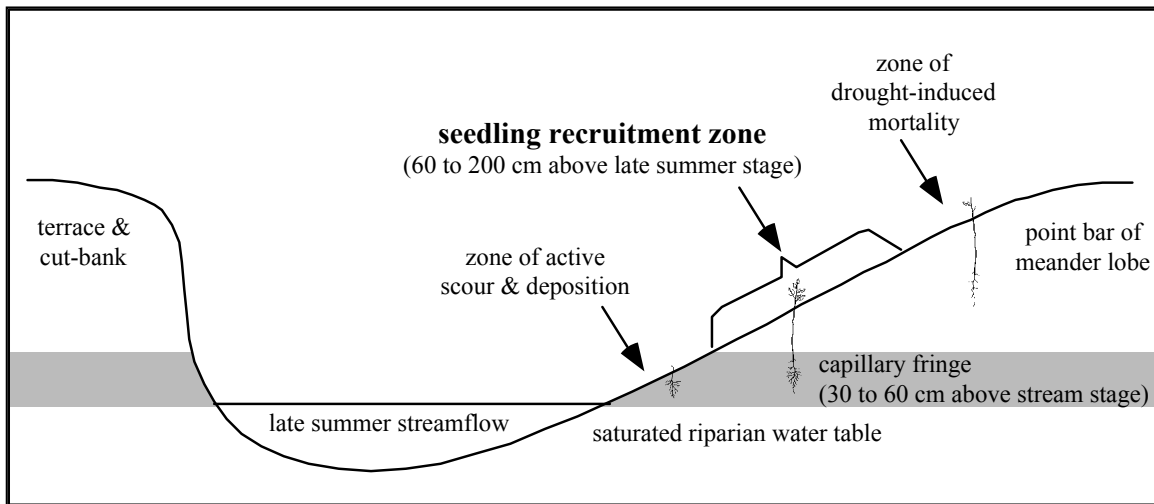 zone of
drought-induced
mortality
seedling recruitment zone
(60 to 200 cm above late summer stage)
terrace &
cut-bank
zone of active
scour & deposition
point bar of
meander lobe
capillary fringe
(30 to 60 cm above stream stage)
late summer streamflow
saturated riparian water table